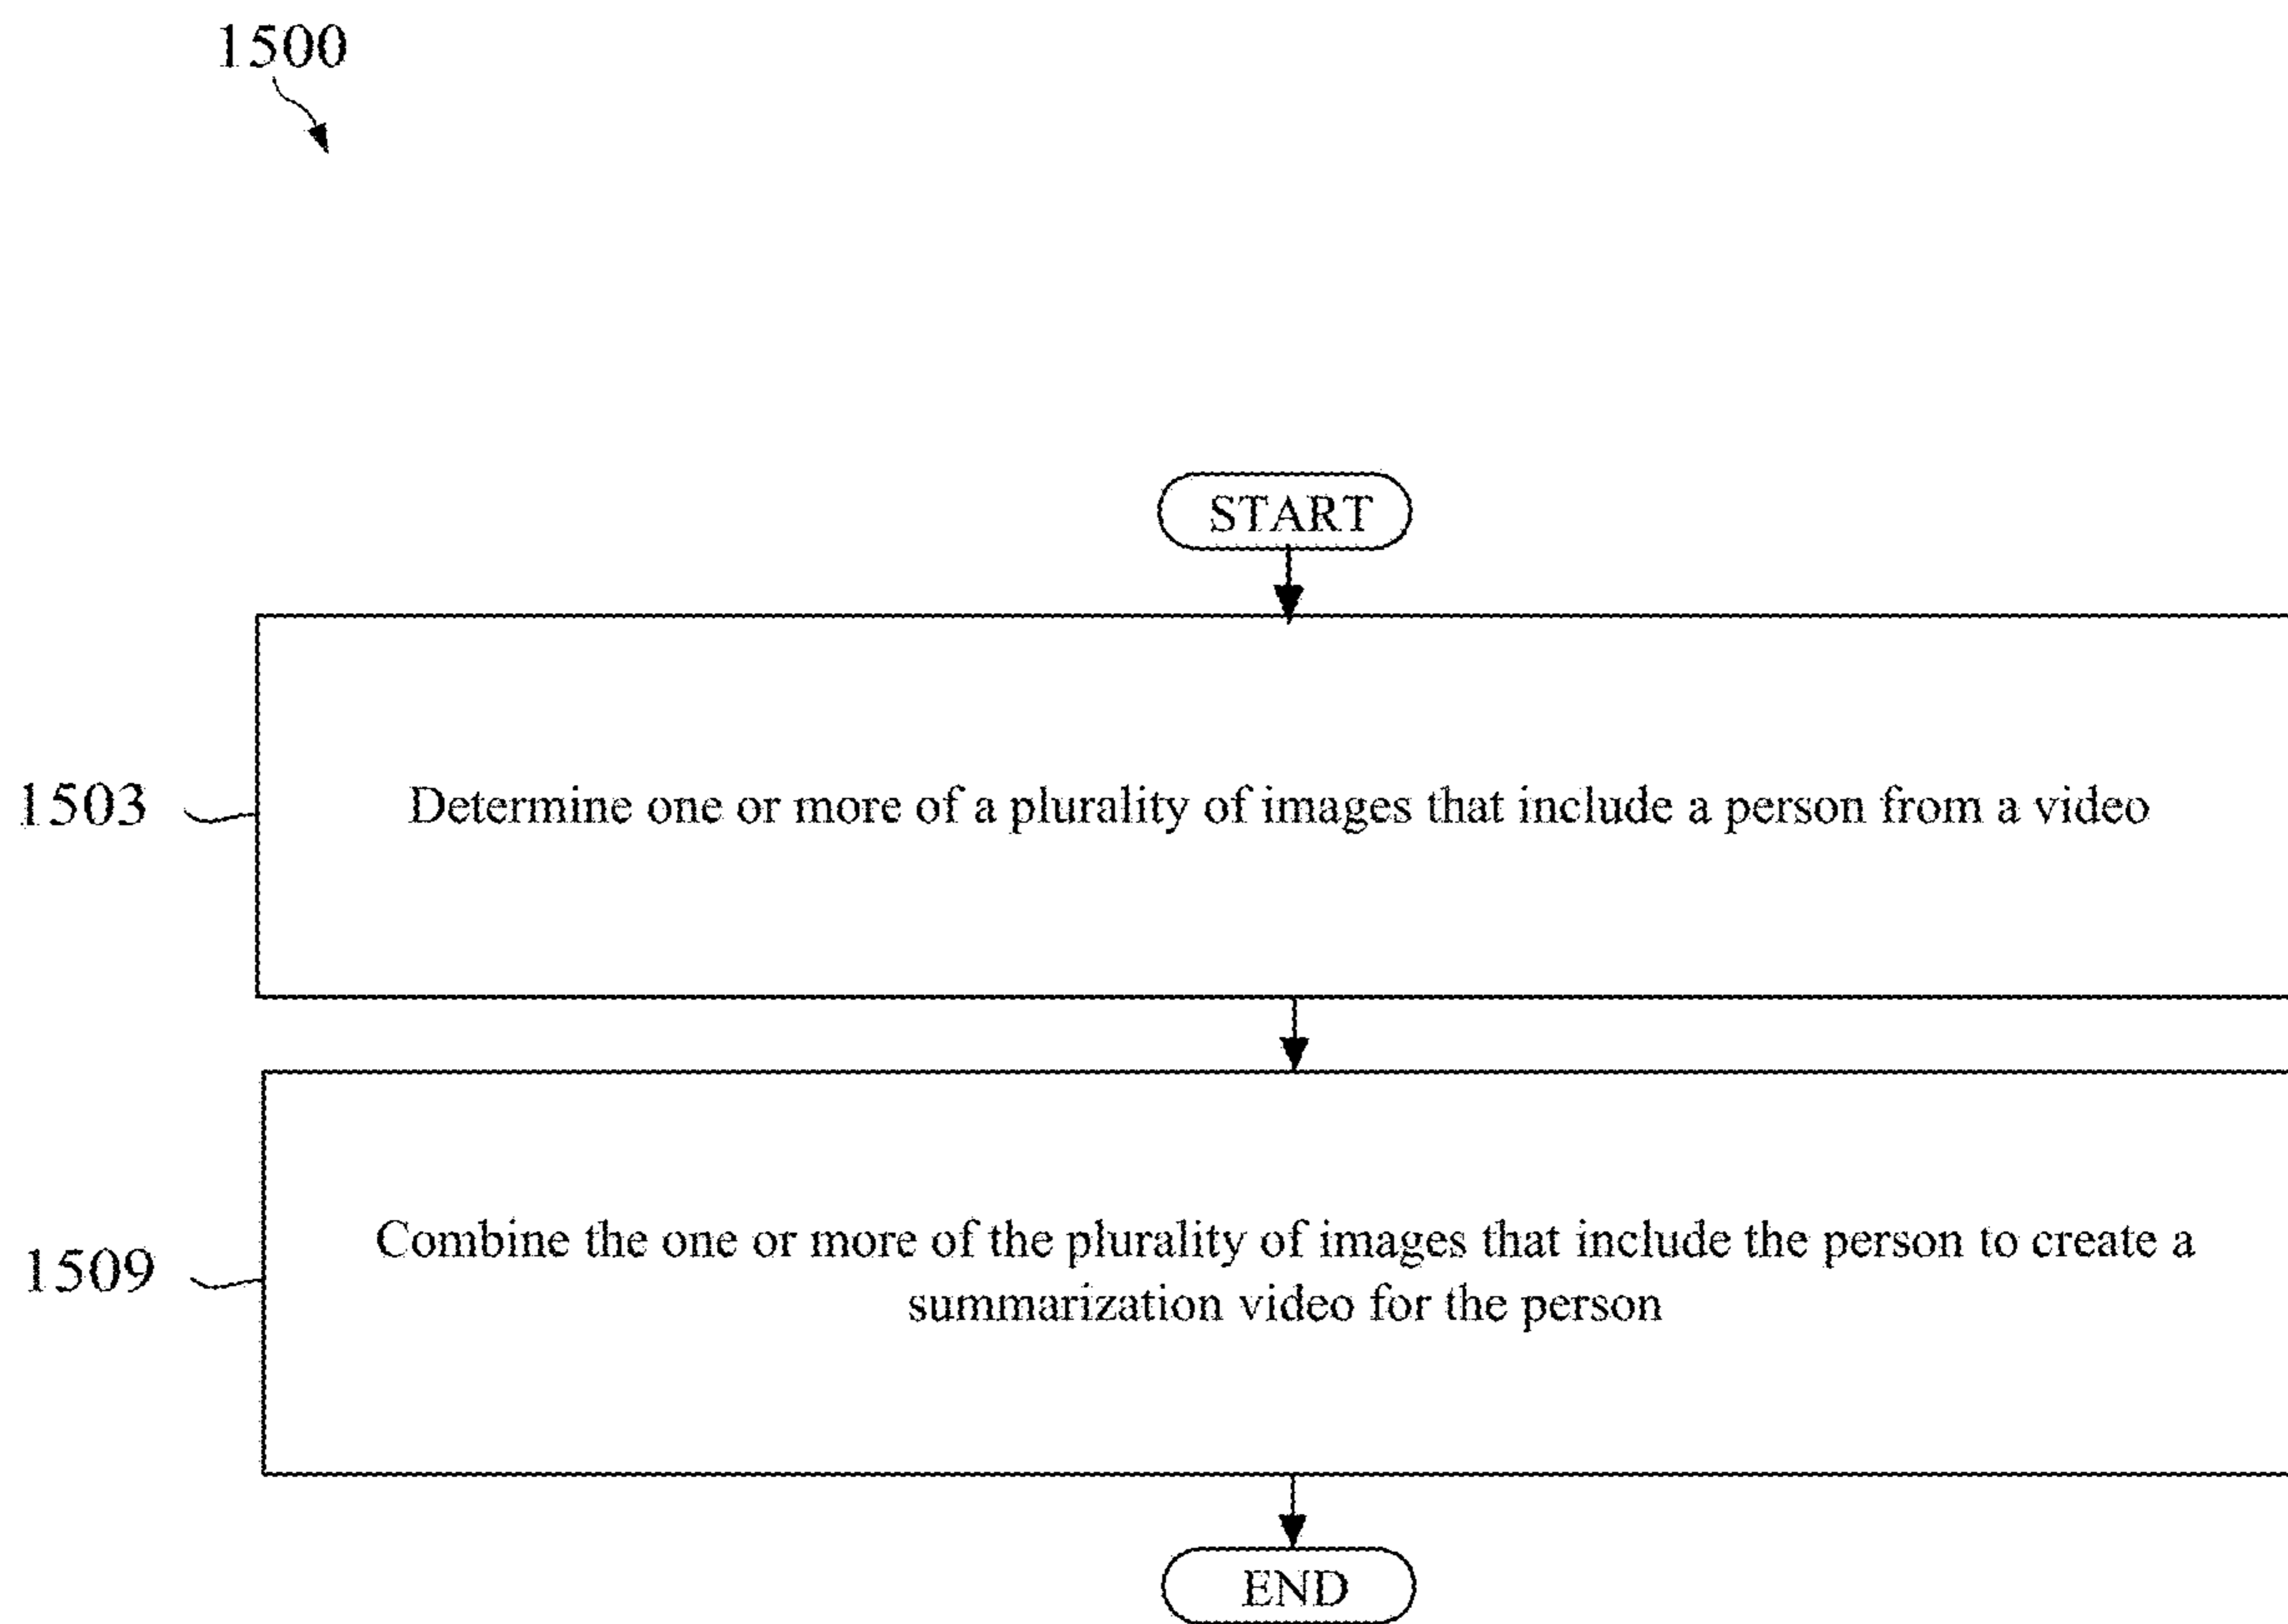 1500
START
1503
Determine one or more of a plurality of images that include a person from a video
1509
Combine the one or more of the plurality of images that include the person to create a
summarization video for the person
END